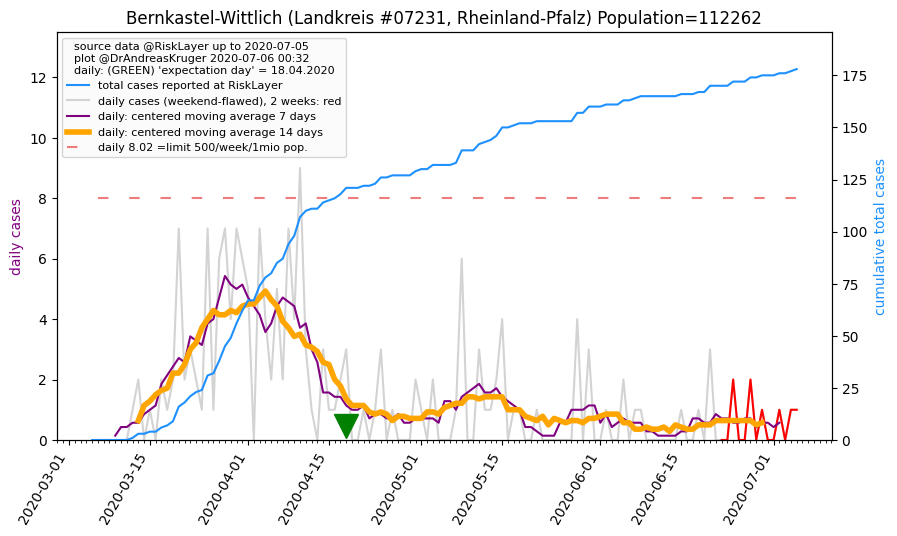 Bernkastel-Wittlich (Landkreis #07231, Rheinland-Pfalz) Population=112262
source data @RiskLayer up to 2020-07-05
plot @DrAndreasKruger 2020-07-06 00:32
daily: (GREEN) 'expectation day' = 18.04.2020
total cases reported at RiskLayer
daily cases (weekend-flawed), 2 weeks: red
daily: centered moving average 7 days
daily: centered moving average 14 days
daily 8.02 =limit 500/week/1mio pop.
daily cases
12
10
8
6
4
2
0
cumulative total cases
175
150
125
100
75
50
25
0
2020-03-01
2020-03-15
2020-04-01
2020-04-15
2020-05-01
2020-05-15
2020-06-01
2020-06-15
2020-07-01